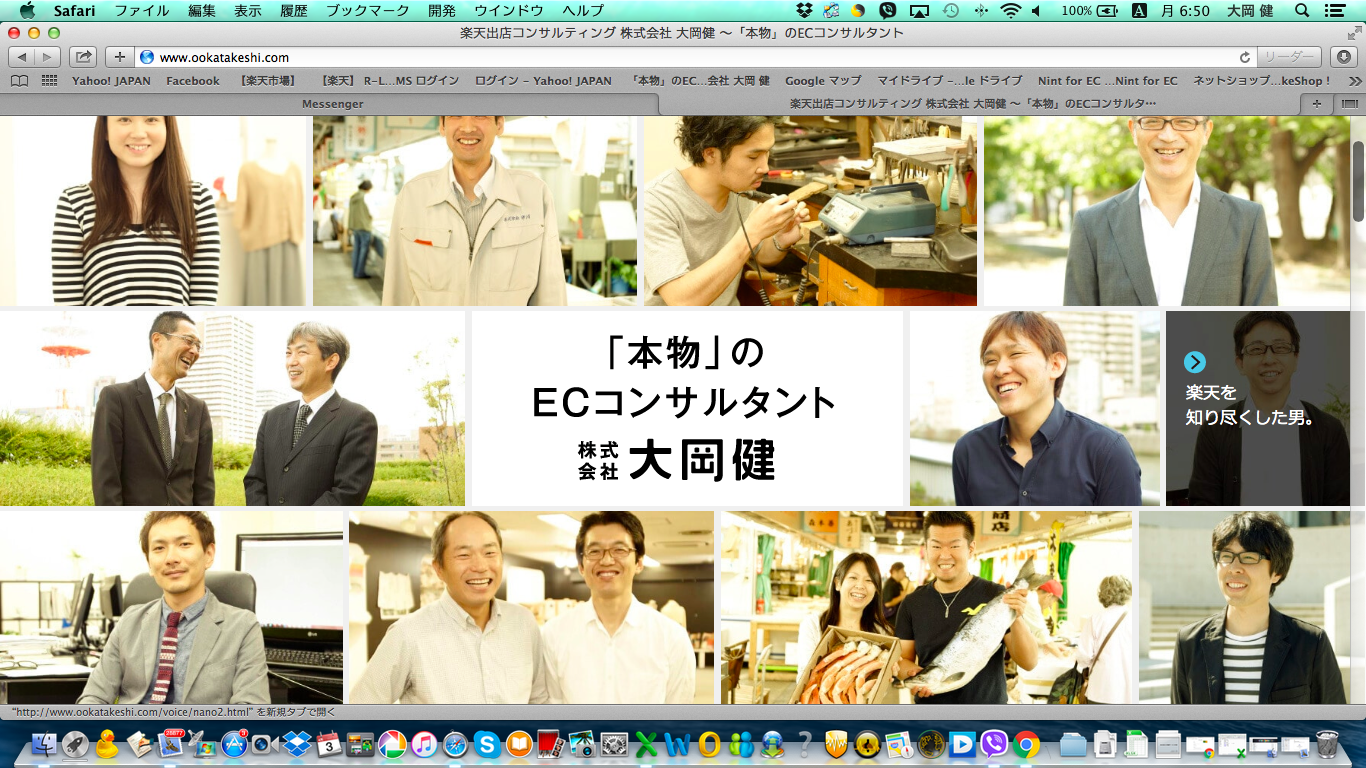 Safari ファイル 編集 表示 履歴 ブックマーク 開発 ウインドウ ヘルプ 100% A 月 6:50 大岡 健
楽天出店コンサルティング 株式会社 大岡健 〜「本物」のECコンサルタント
www.ookatakeshi.com リーダー
Yahoo! JAPAN Facebook 【楽天市場】 【楽天】 R-L...MS ログイン ログイン - Yahoo! JAPAN 「本物」のEC...会社 大岡 健 Google マップ マイドライブ -...le ドライブ Nint for EC ...Nint for EC ネットショップ...keShop !
Messenger 楽天出店コンサルティング 株式会社 大岡健 〜「本物」のECコンサルタ…
「本物」の
ECコンサルタント
株式
会社 大岡健
楽天を
知り尽くした男。
LG
"http://www.ookatakeshi.com/voice/nano2.html" を新規タブで開く
28877
3
3